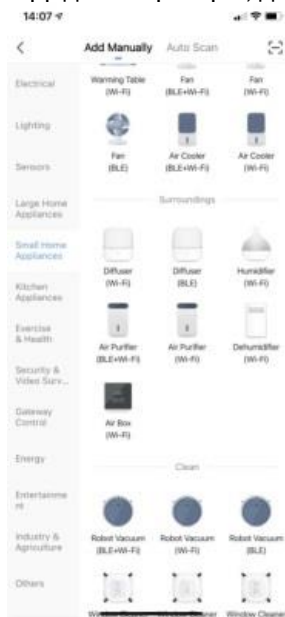 14:07
Add Manually Auto Scan
Electrical
Lighting
Sensors
Large Home
Appliances
Small Home
Appliances
Kitchen
Appliances
Exercise
& Health
Security &
Video Surv...
Gateway
Control
Energy
Entertainme
nt
Industry &
Agriculture
Others
Warming Table
(Wi-Fi)
Fan
(BLE+Wi-Fi)
Fan
(Wi-Fi)
Fan
(BLE)
Air Cooler
(BLE+Wi-Fi)
Air Cooler
(Wi-Fi)
Surroundings
Diffuser
(Wi-Fi)
Diffuser
(BLE)
Humidifier
(Wi-Fi)
Air Purifier
(BLE+Wi-Fi)
Air Purifier
(Wi-Fi)
Dehumidifier
(Wi-Fi)
Air Box
(Wi-Fi)
Clean
Robot Vacuum
(BLE+Wi-Fi)
Robot Vacuum
(Wi-Fi)
Robot Vacuum
(BLE)
Window Cleaner